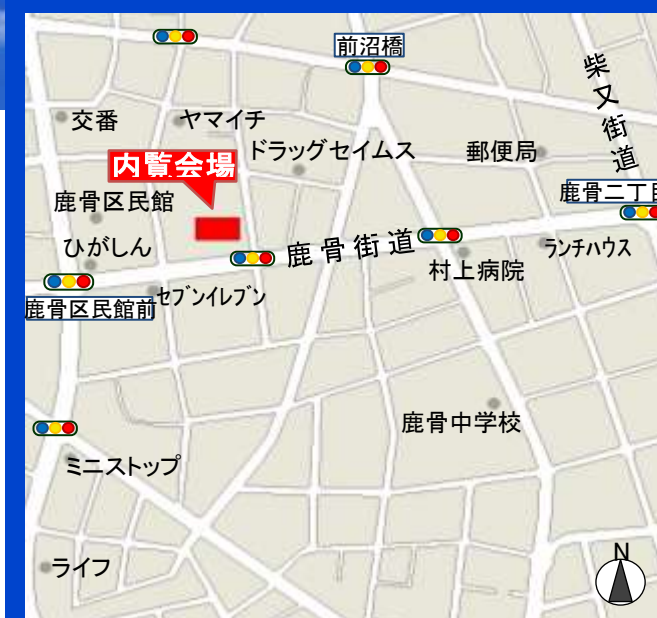 前沼橋
柴又街道
交番
ヤマイチ
ドラッグセイムス
郵便局
内覧会場
鹿骨区民館
鹿骨二丁目
ひがしん
鹿骨街道
村上病院
ランチハウス
鹿骨区民館前
セブンイレブン
鹿骨中学校
ミニストップ
ライフ
N